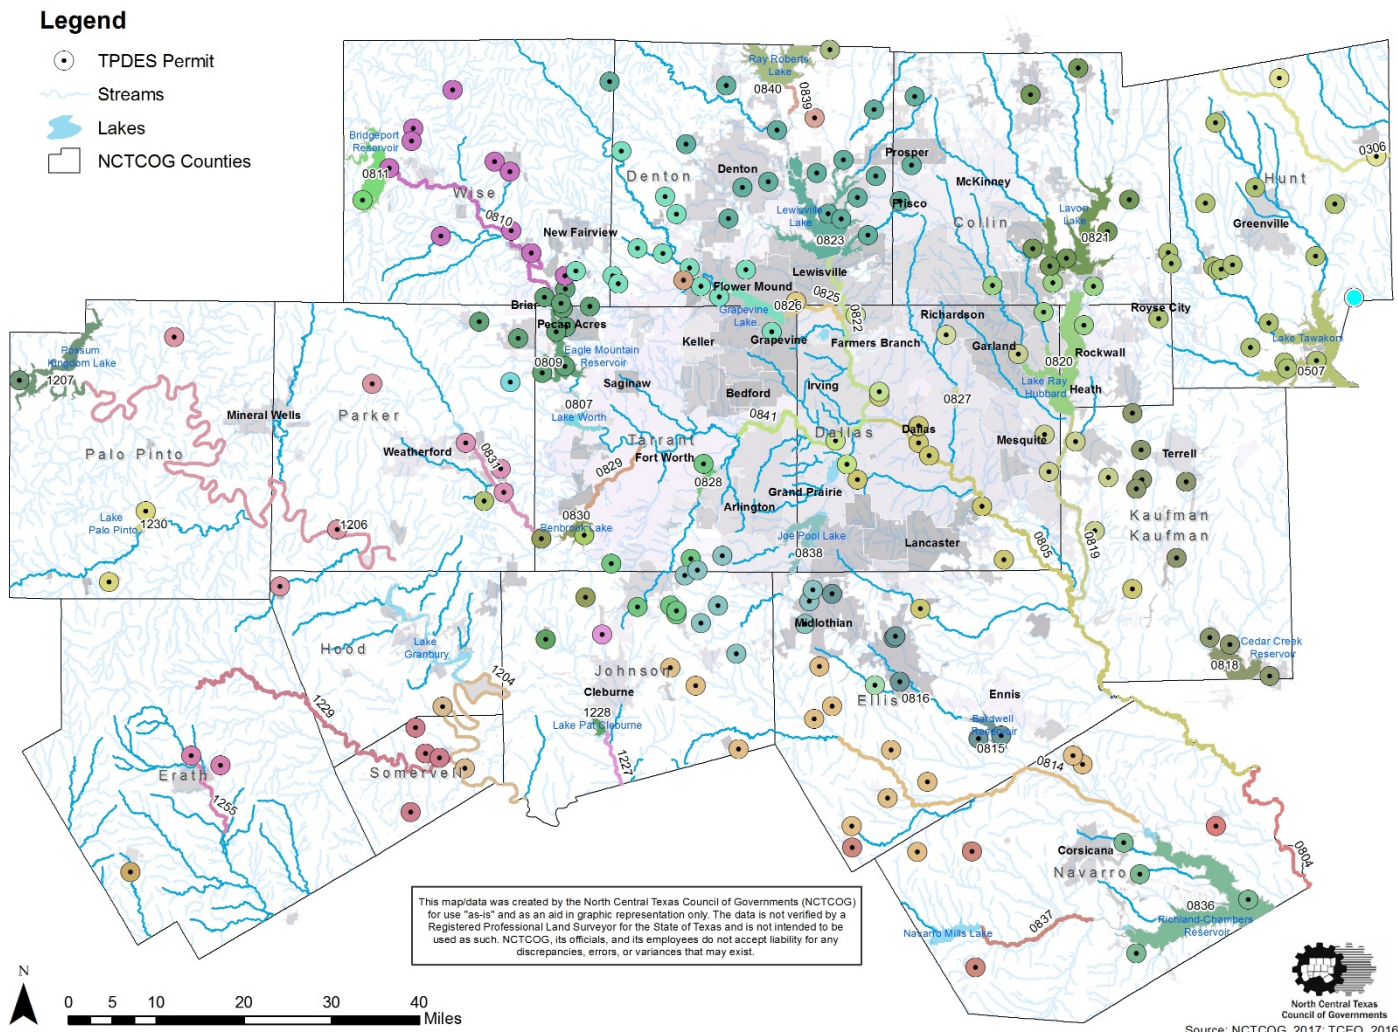 Legend
TPDES Permit
Streams
Lakes
NCTCOG Counties
Ray Roberts
Lake
0840
0839
Bridgeport
Reservoir
0811
Wise
0810
New Fairview
Denton
Denton
Prosper
McKinney
Frisco
Collin
Lavon
Lake
0821
Lewisville
Lake
0823
Lewisville
0306
Hunt
Greenville
Flower Mound
0825
0826
0822
Grapevine
Lake
Grapevine
Farmers Branch
Richardson
Garland
Royse City
Rockwall
0820
Lake Ray
Hubbard
Heath
Lake Tawakoni
0507
Briar
Pecan Acres
Eagle Mountain
Reservoir
0809
Keller
Saginaw
Bedford
Irving
0807
Lake Worth
0841
0827
Possum
Kingdom Lake
1207
Mineral Wells
Parker
Weatherford
0831
Palo Pinto
Lake
Palo Pinto
1230
1206
Tarrant
Fort Worth
0829
0828
0830
Benbrook Lake
Arlington
Grand Prairie
Dallas
Dallas
Mesquite
Joe Pool Lake
0838
Lancaster
0805
0819
Terrell
Kaufman
Kaufman
Cedar Creek
Reservoir
0818
Hood
Lake
Granbury
1204
1229
Somervell
Erath
1255
Johnson
Cleburne
1228
Lake Pat Cleburne
1227
Midlothian
Ellis
0816
Ennis
Bardwell
Reservoir
0815
0814
0804
Corsicana
Navarro
0836
Richland-Chambers
Reservoir
Navarro Mills Lake
0837
This map/data was created by the North Central Texas Council of Governments (NCTCOG)
for use "as-is" and as an aid in graphic representation only. The data is not verified by a
Registered Professional Land Surveyor for the State of Texas and is not intended to be
used as such. NCTCOG, its officials, and its employees do not accept liability for any
discrepancies, errors, or variances that may exist.
N
0 5 10 20 30 40
Miles
North Central Texas
Council of Governments
Source: NCTCOG, 2017; TCEQ, 2016